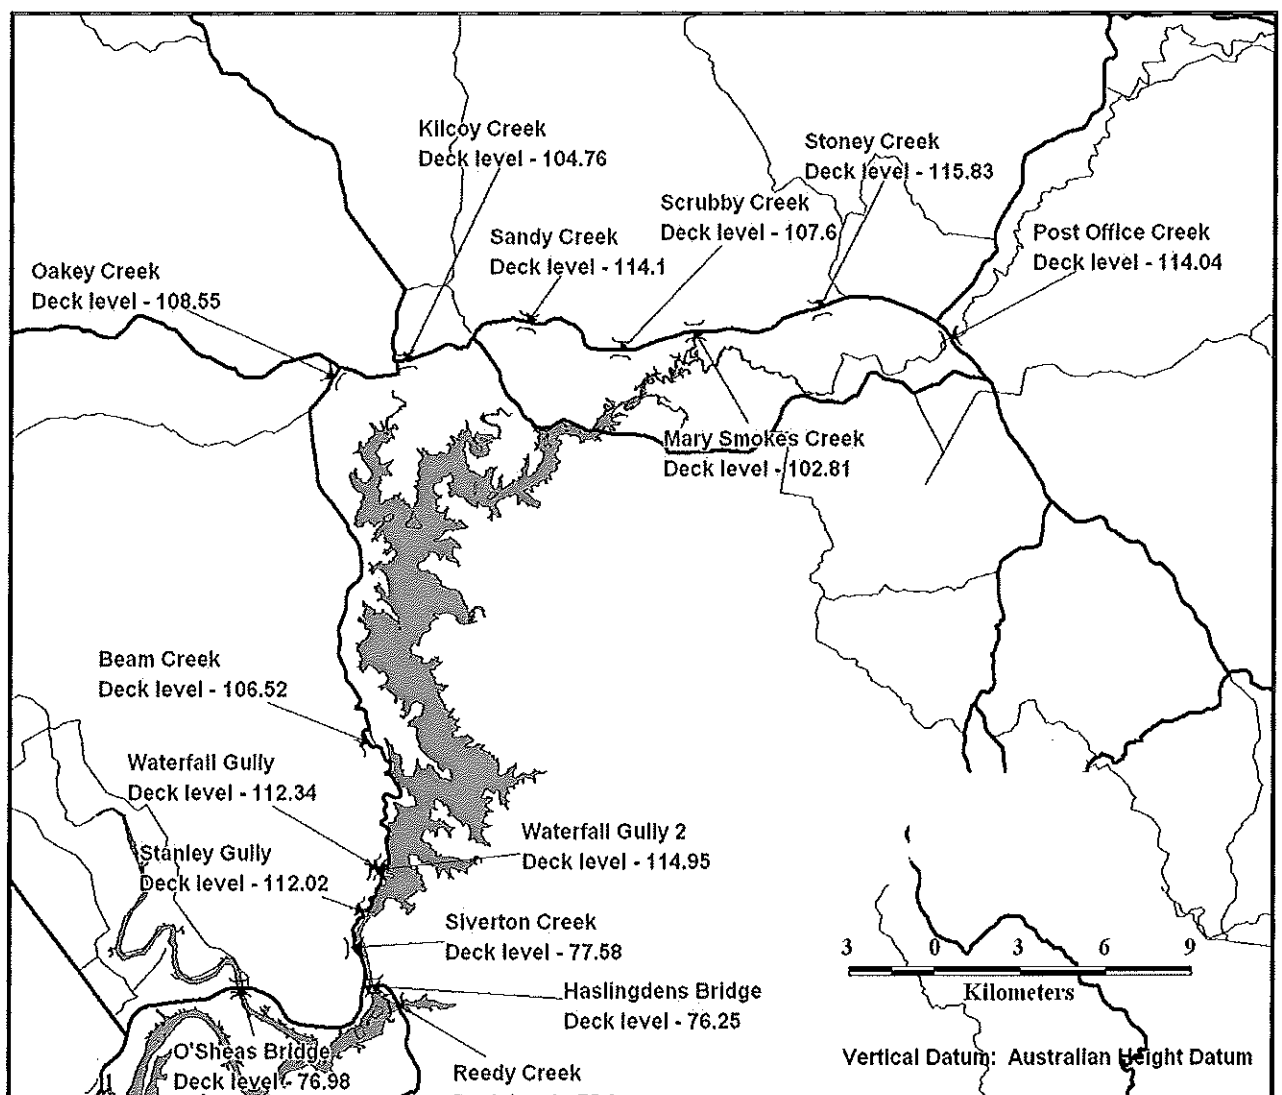 Kilcoy Creek
Deck level - 104.76
Stoney Creek
Deck level - 115.83
Scrubby Creek
Deck level - 107.6
Sandy Creek
Deck level - 114.1
Post Office Creek
Deck level - 114.04
Oakey Creek
Deck level - 108.55
Mary Smokes Creek
Deck level - 102.81
Beam Creek
Deck level - 106.52
Waterfall Gully
Deck level - 112.34
Waterfall Gully 2
Deck level - 114.95
Stanley Gully
Deck level - 112.02
Siverton Creek
Deck level - 77.58
3 0 3 6 9
Kilometers
Haslingdens Bridge
Deck level - 76.25
O'Sheas Bridge
Deck level - 76.98
Vertical Datum: Australian Height Datum
Reedy Creek